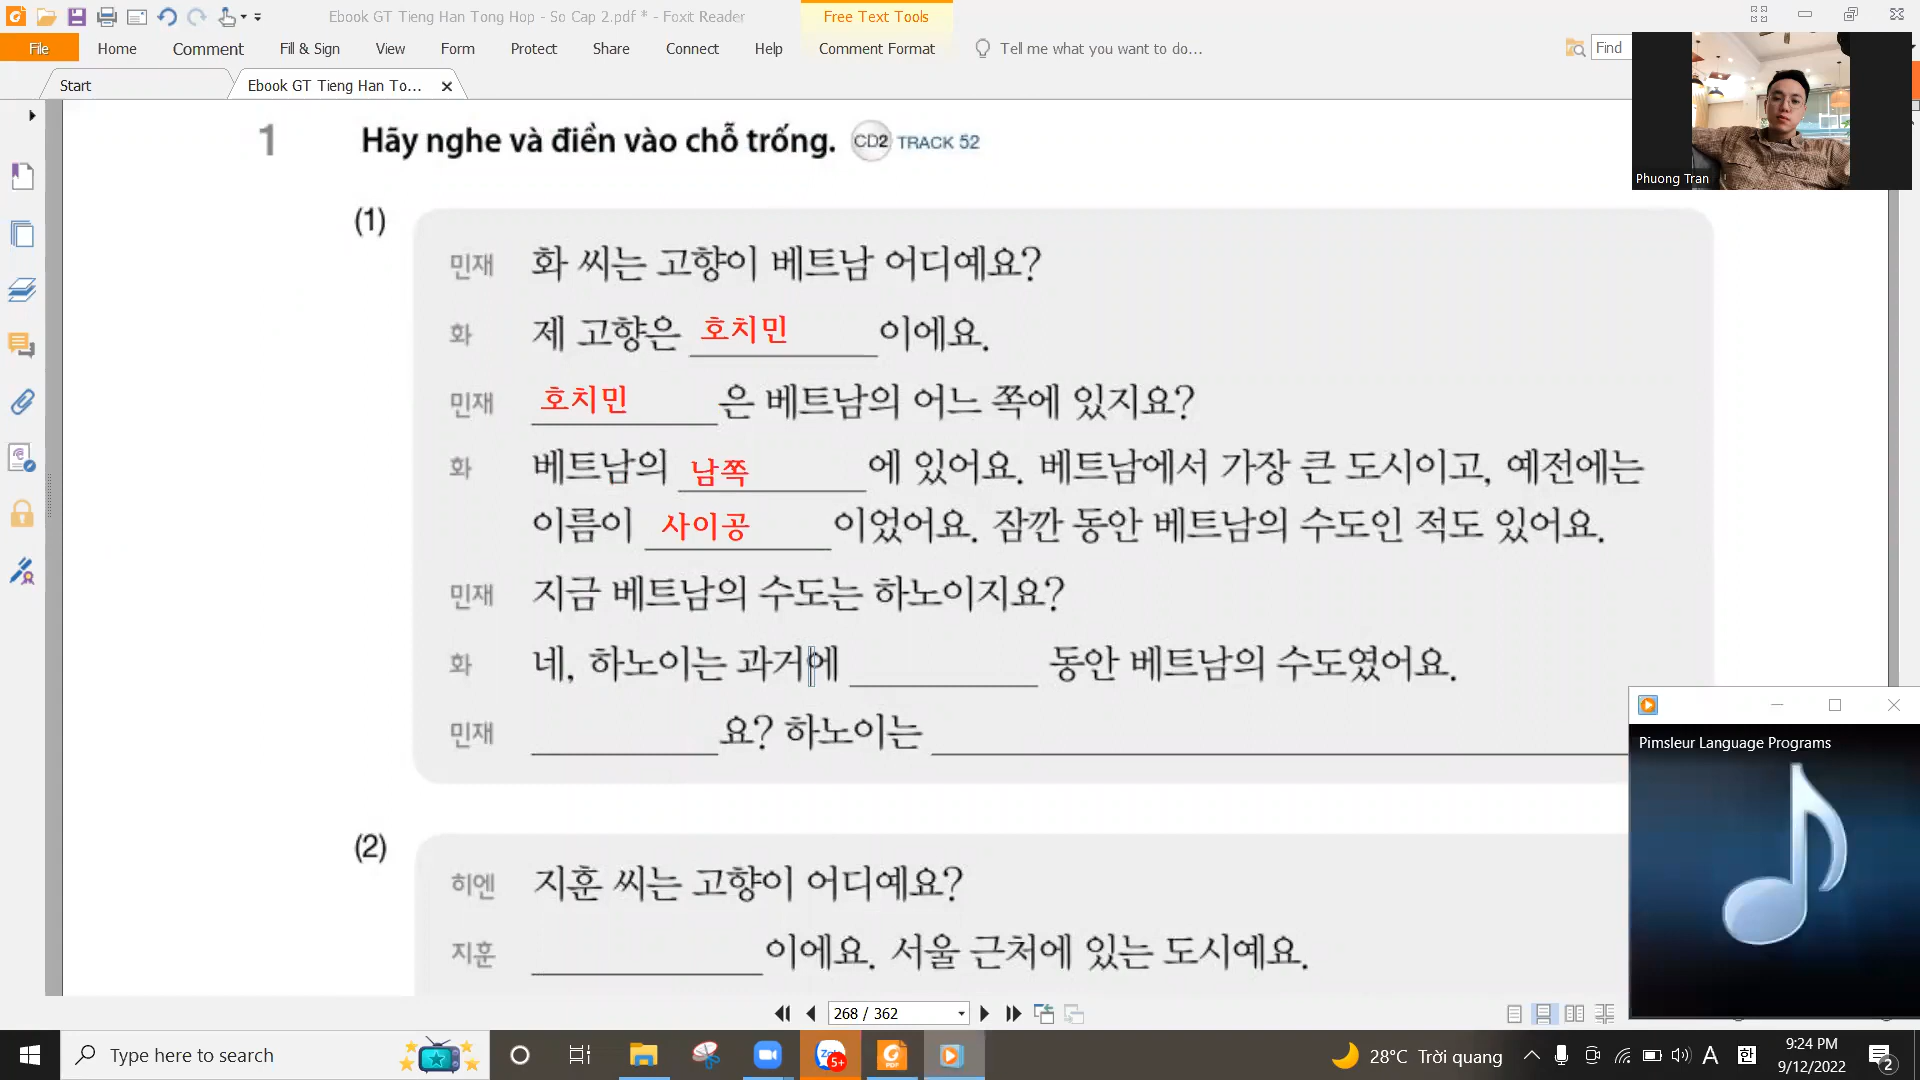 Ebook GT Tieng Han Tong Hop - So Cap 2.pdf * - Foxit Reader
Free Text Tools
File Home Comment Fill & Sign View Form Protect Share Connect Help Comment Format Tell me what you want to do... Find
Start
Ebook GT Tieng Han To...
Phuong Tran
1 Hãy nghe và điền vào chỗ trống. CD2 TRACK 52
(1)
민재 화 씨는 고향이 베트남 어디예요?
화 제 고향은 호치민 이에요.
민재 호치민 은 베트남의 어느 쪽에 있지요?
화 베트남의 남쪽 에 있어요. 베트남에서 가장 큰 도시이고, 예전에는
이름이 사이공 이었어요. 잠깐 동안 베트남의 수도인 적도 있어요.
민재 지금 베트남의 수도는 하노이지요?
화 네, 하노이는 과거에 동안 베트남의 수도였어요.
민재 요? 하노이는
Pimsleur Language Programs
(2)
히엔 지훈 씨는 고향이 어디예요?
지훈 이에요. 서울 근처에 있는 도시예요.
268 / 362
Type here to search
5+
28°C Trời quang
A
한
9:24 PM
9/12/2022
2